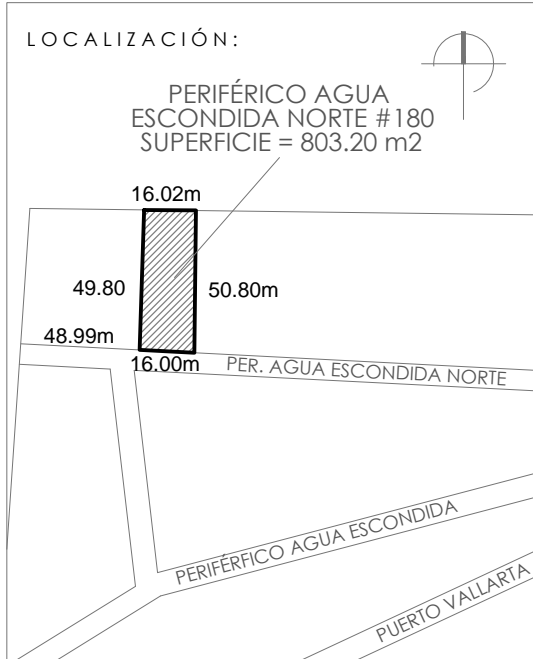 LOCALIZACIÓN:
PERIFÉRICO AGUA
ESCONDIDA NORTE #180
SUPERFICIE = 803.20 m2
16.02m
49.80
50.80m
48.99m
16.00m
PER. AGUA ESCONDIDA NORTE
PERIFÉRFICO AGUA ESCONDIDA
PUERTO VALLARTA